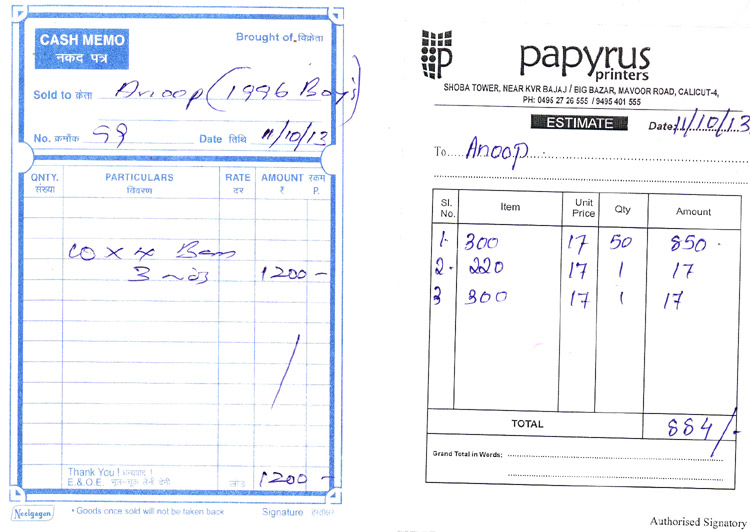 CASH MEMO
नकद पत्र
Brought of विक्रेता
Sold to क्रेता Anoop (1996 Boys)
No. क्रमाँक 59 Date तिथि 11/10/13
QNTY. संख्या PARTICULARS विवरण RATE दर AMOUNT रकम ₹ P.
10 x 4 Ban
3 nos 1200 -
Thank You ! धन्यवाद !
E.& O.E. भूल-चूक लेनी देनी जोड़ 1200 -
Neelgagan
• Goods once sold will not be taken back Signature हस्ताक्षर
papyrus
printers
SHOBA TOWER, NEAR KVR BAJAJ / BIG BAZAR, MAVOOR ROAD, CALICUT-4,
PH: 0495 27 26 555 / 9495 401 555
ESTIMATE Date: 11/10/13
To Anoop
Sl. No. Item Unit Price Qty Amount
1. 300 17 50 850.
2. 220 17 1 17
3 300 17 1 17
TOTAL 884/-
Grand Total in Words:
Authorised Signatory